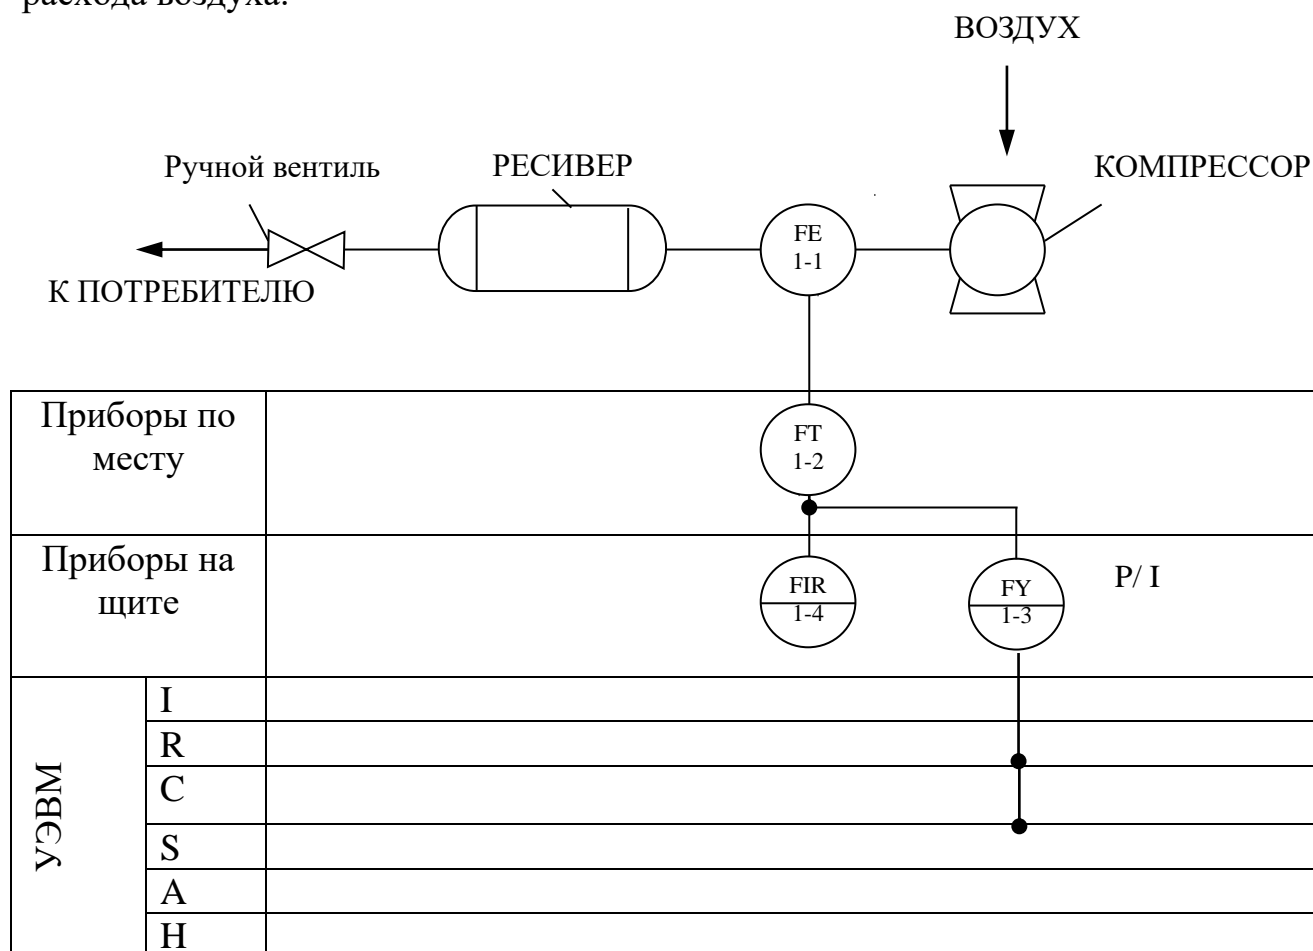 расхода воздуха.
ВОЗДУХ
Ручной вентиль
РЕСИВЕР
КОМПРЕССОР
FE
1-1
К ПОТРЕБИТЕЛЮ
Приборы по
месту
FT
1-2
Приборы на
щите
FIR
1-4
FY
1-3
P/ I
УЭВМ
I
R
C
S
A
H